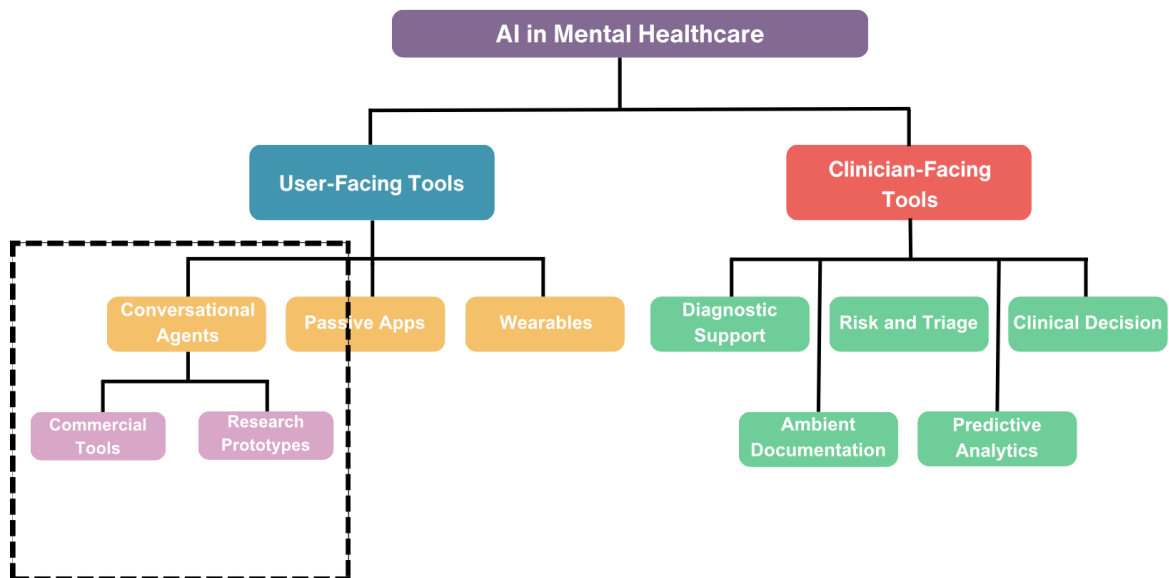 AI in Mental Healthcare
User-Facing Tools
Clinician-Facing
Tools
Conversational
Agents
Passive Apps
Wearables
Diagnostic
Support
Risk and Triage
Clinical Decision
Commercial
Tools
Research
Prototypes
Ambient
Documentation
Predictive
Analytics